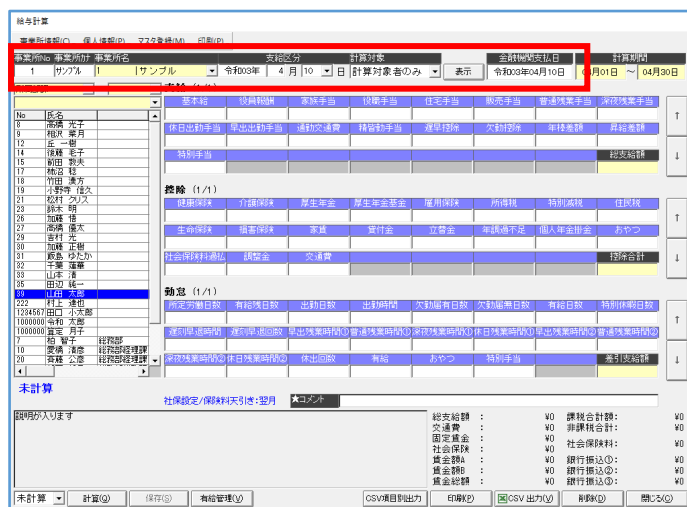 給与計算
事業所情報(O) 個人情報(P) マスタ登録(M) 印刷(P)
事業所No 事業所ｶﾅ 事業所名 支給区分 計算対象 金融機関支払日 計算期間
1 ｻﾝﾌﾟﾙ 1 |サンプル 令和03年 4 月 10 日 計算対象者のみ 表示 令和03年04月10日 月01日 ～ 04月30日
(1/1)
基本給 役員報酬 家族手当 役職手当 住宅手当 販売手当 普通残業手当 深夜残業手当
休日出勤手当 早出出勤手当 通勤交通費 精皆勤手当 遅早控除 欠勤控除 年棒差額 昇給差額
特別手当 総支給額
控除 (1/1)
健康保険 介護保険 厚生年金 厚生年金基金 雇用保険 所得税 特別減税 住民税
生命保険 損害保険 家賃 貸付金 立替金 年調過不足 個人年金掛金 おやつ
社会保険料過払 調整金 交通費 控除合計
勤怠 (1/1)
所定労働日数 有給残日数 出勤日数 出勤時間 欠勤届有日数 欠勤届無日数 有給日数 特別休暇日数
遅刻早退時間 遅刻早退回数 早出残業時間① 普通残業時間① 深夜残業時間① 休日残業時間① 早出残業時間② 普通残業時間②
深夜残業時間② 休日残業時間② 休出回数 有給 おやつ 特別手当 差引支給額
No 氏名
8 高橋 光子
9 相沢 葉月
12 丘 一樹
14 後藤 毛子
15 前田 敦夫
17 柿沼 稔
18 竹田 漢方
19 小野寺 信久
21 松村 クリス
23 鈴木 明
26 加藤 悟
27 高橋 優太
29 吉村 光
30 加藤 正樹
31 飯島 ゆたか
32 千葉 蓮華
33 山本 清
35 田辺 純一
39 山田 太郎
222 村上 達也
1234567 田口 小太郎
1000000 令和 太郎
1000000 宣定 月子
7 柏 智子 総務部
10 愛橋 清彦 総務部経理課
20 斉藤 公彦 総務部経理課
未計算
社保設定/保険料天引き:翌月 ★コメント
説明が入ります
総支給額 : ¥0 課税合計額: ¥0
交通費 : ¥0 非課税合計: ¥0
固定賃金 : ¥0
社会保険 : ¥0 社会保険料: ¥0
賃金額A : ¥0 銀行振込①: ¥0
賃金額B : ¥0 銀行振込②: ¥0
賃金総額 : ¥0 銀行振込③: ¥0
未計算 計算(Q) 保存(S) 有給管理(V) CSV項目別出力 印刷(P) CSV出力(V) 削除(D) 閉じる(C)